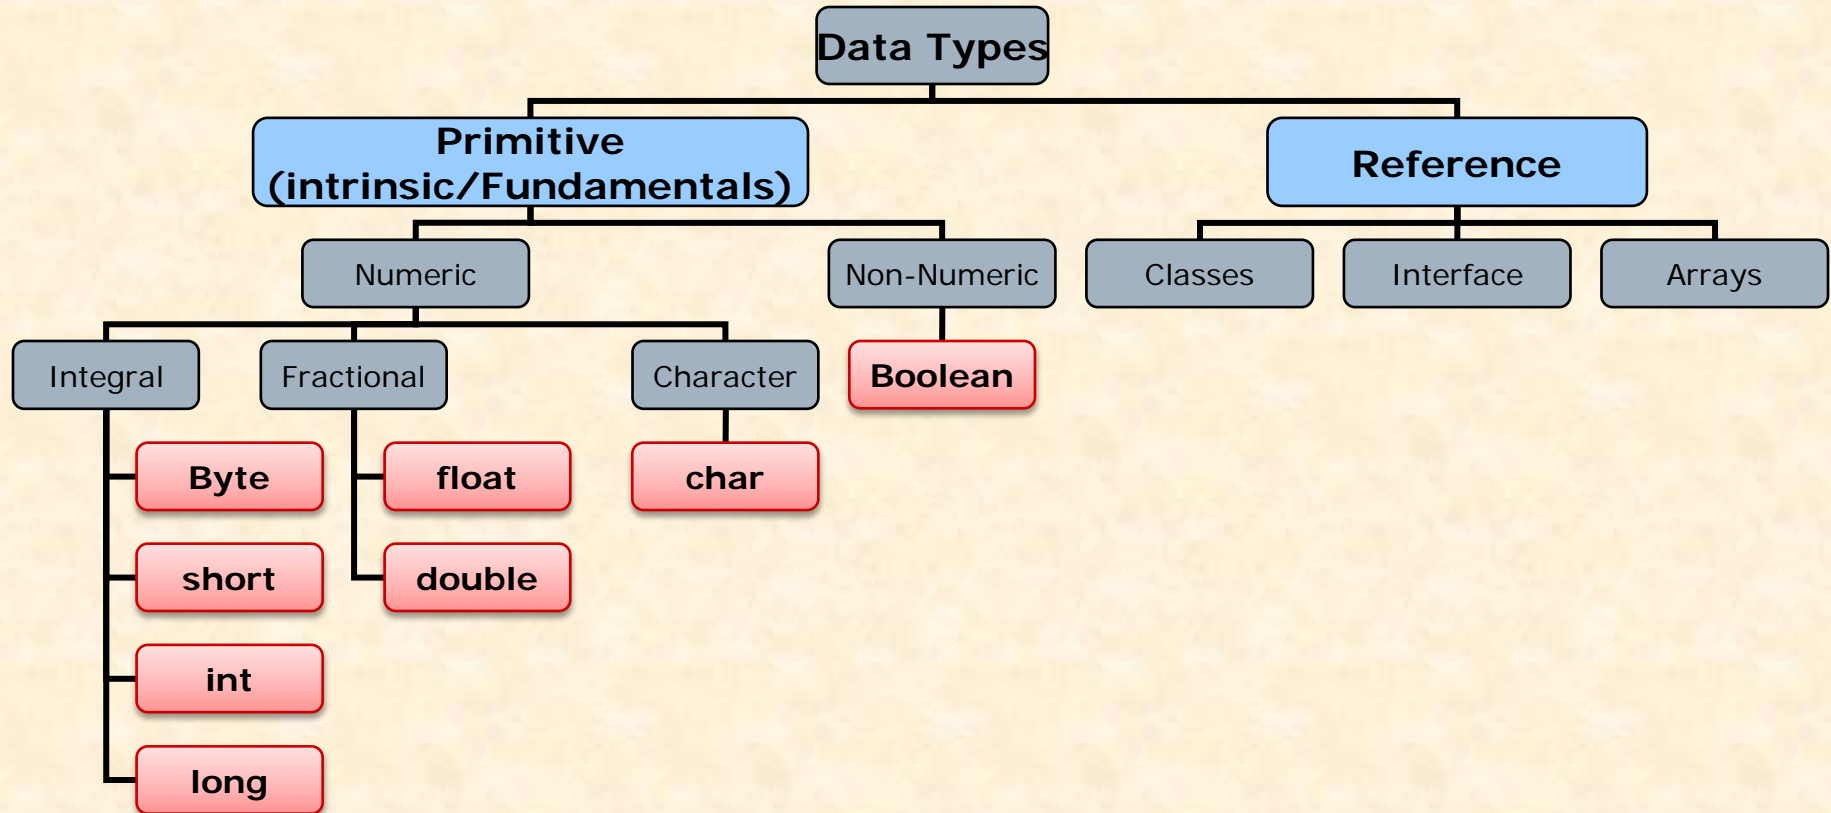 Data Types
Primitive
(intrinsic/Fundamentals)
Reference
Numeric
Non-Numeric
Classes
Interface
Arrays
Integral
Fractional
Character
Boolean
Byte
float
char
short
double
int
long